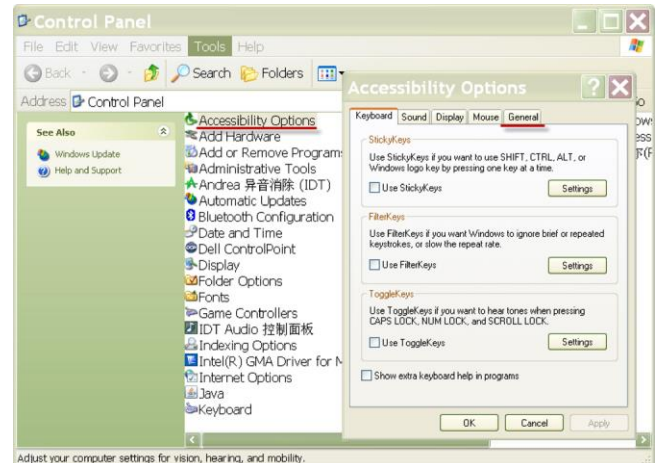 Control Panel
File Edit View Favorites Tools Help
Back Search Folders
Address Control Panel
See Also
Windows Update
Help and Support
Accessibility Options
Add Hardware
Add or Remove Program
Administrative Tools
Andrea 异音消除 (IDT)
Automatic Updates
Bluetooth Configuration
Date and Time
Dell ControlPoint
Display
Folder Options
Fonts
Game Controllers
IDT Audio 控制面板
Indexing Options
Intel(R) GMA Driver for M
Internet Options
Java
Keyboard
Accessibility Options
Keyboard Sound Display Mouse General
StickyKeys
Use StickyKeys if you want to use SHIFT, CTRL, ALT, or
Windows logo key by pressing one key at a time.
Use StickyKeys Settings
FilterKeys
Use FilterKeys if you want Windows to ignore brief or repeated
keystrokes, or slow the repeat rate.
Use FilterKeys Settings
ToggleKeys
Use ToggleKeys if you want to hear tones when pressing
CAPS LOCK, NUM LOCK, and SCROLL LOCK.
Use ToggleKeys Settings
Show extra keyboard help in programs
OK Cancel Apply
Adjust your computer settings for vision, hearing, and mobility.